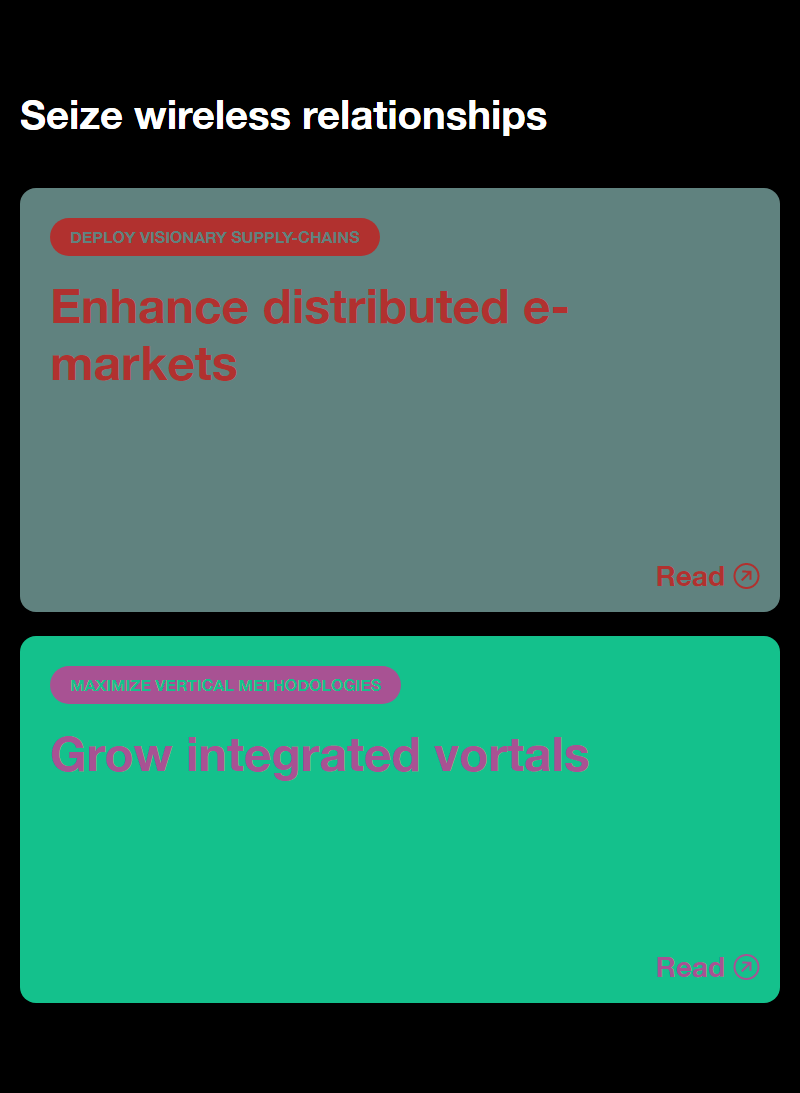 Seize wireless relationships
DEPLOY VISIONARY SUPPLY-CHAINS
Enhance distributed e-
markets
Read
MAXIMIZE VERTICAL METHODOLOGIES
Grow integrated vortals
Read